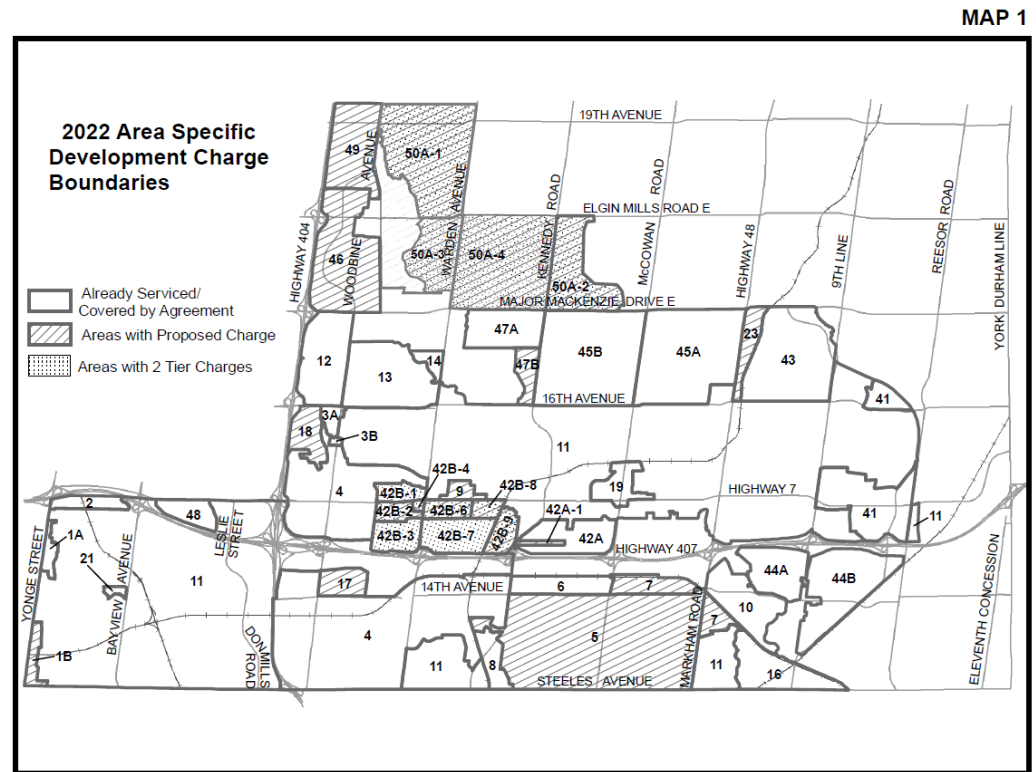 MAP 1
2022 Area Specific
Development Charge
Boundaries
Already Serviced/
Covered by Agreement
Areas with Proposed Charge
Areas with 2 Tier Charges
19TH AVENUE
49
AVENUE
50A-1
WARDEN AVENUE
KENNEDY ROAD
McCOWAN ROAD
ELGIN MILLS ROAD E
HIGHWAY 404
46
WOODBINE
50A-3
50A-4
50A-2
MAJOR MACKENZIE DRIVE E
HIGHWAY 48
9TH LINE
REESOR ROAD
YORK DURHAM LINE
47A
12
13
14
47B
45B
45A
23
43
16TH AVENUE
41
18
3A
3B
11
4
42B-4
42B-1
9
42B-8
19
HIGHWAY 7
2
48
LESLIE STREET
42B-2
42B-6
42A-1
41
11
42B-3
42B-7
42B-9
42A
HIGHWAY 407
YONGE STREET
1A
21
BAYVIEW AVENUE
11
17
14TH AVENUE
6
7
44A
44B
10
ELEVENTH CONCESSION
1B
DON MILLS ROAD
4
5
7
MARKHAM ROAD
11
8
11
16
STEELES AVENUE